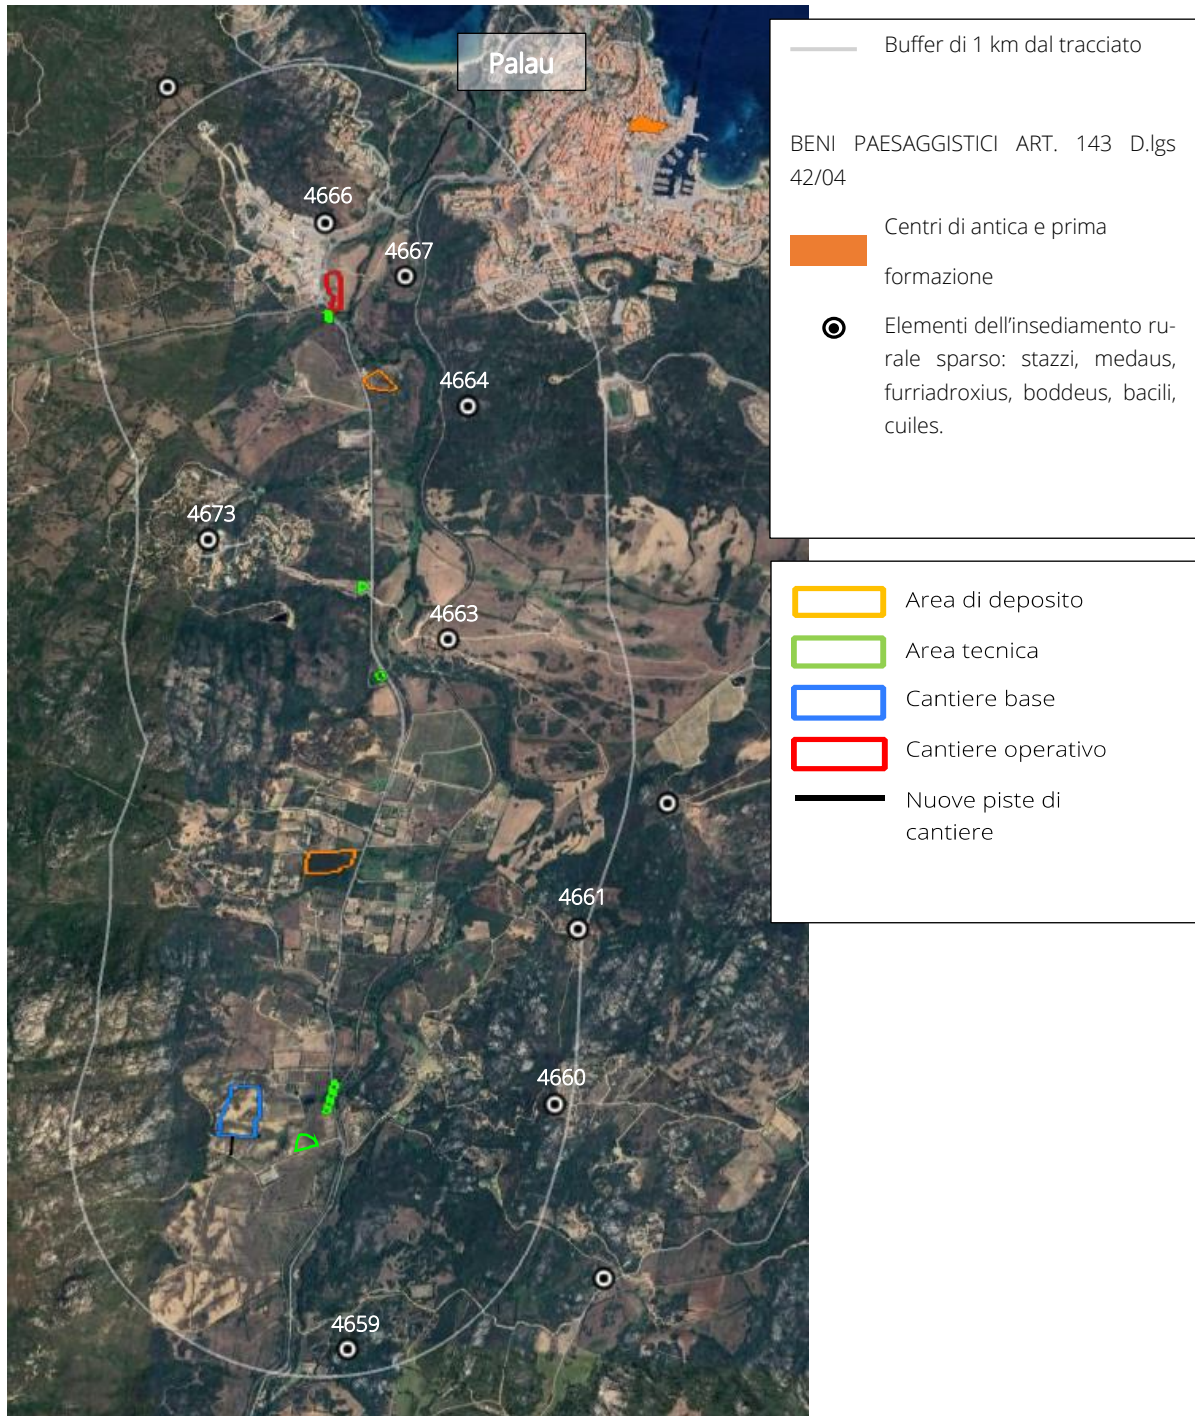 Palau
4666
4667
4664
4673
4663
4661
4660
4659
Buffer di 1 km dal tracciato
BENI PAESAGGISTICI ART. 143 D.lgs
42/04
Centri di antica e prima
formazione
Elementi dell'insediamento ru-
rale sparso: stazzi, medaus,
furriadroxius, boddeus, bacili,
cuiles.
Area di deposito
Area tecnica
Cantiere base
Cantiere operativo
Nuove piste di
cantiere